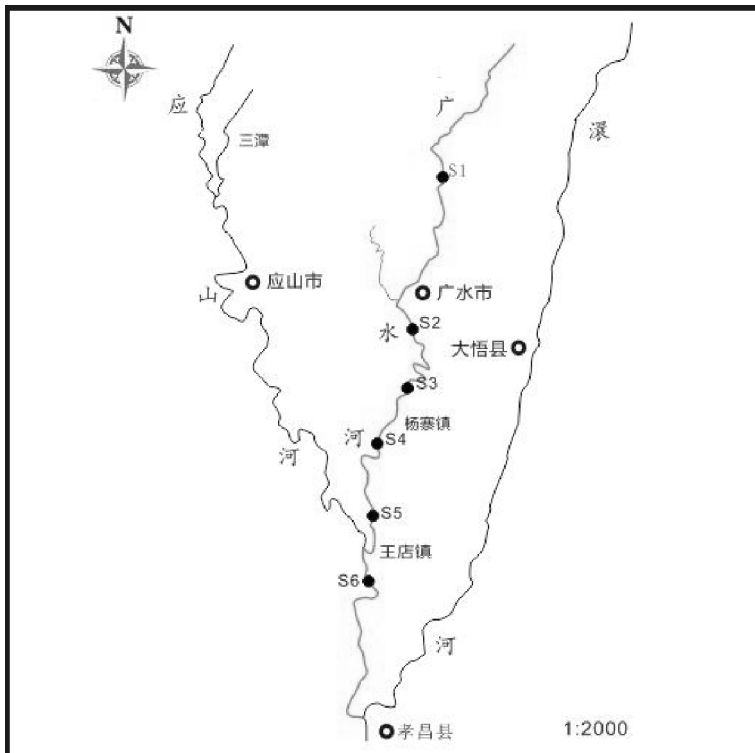 N
应
广
澴
三潭
S1
应山市
广水市
山
水
S2
大悟县
S3
杨寨镇
河
S4
河
S5
王店镇
S6
河
孝昌县
1:2000